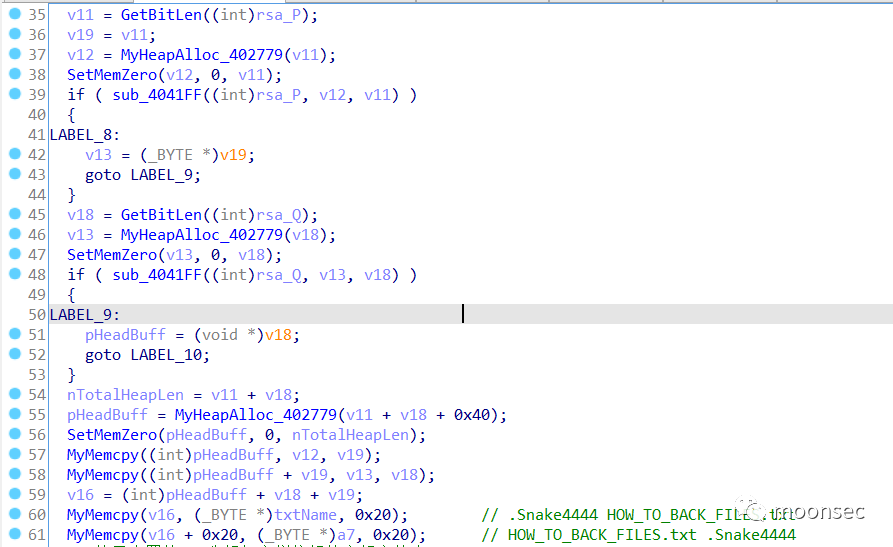 35 v11 = GetBitLen((int)rsa_P);
36 v19 = v11;
37 v12 = MyHeapAlloc_402779(v11);
38 SetMemZero(v12, 0, v11);
39 if ( sub_4041FF((int)rsa_P, v12, v11) )
40 {
41 LABEL_8:
42 v13 = (_BYTE *)v19;
43 goto LABEL_9;
44 }
45 v18 = GetBitLen((int)rsa_Q);
46 v13 = MyHeapAlloc_402779(v18);
47 SetMemZero(v13, 0, v18);
48 if ( sub_4041FF((int)rsa_Q, v13, v18) )
49 {
50 LABEL_9:
51 pHeadBuff = (void *)v18;
52 goto LABEL_10;
53 }
54 nTotalHeapLen = v11 + v18;
55 pHeadBuff = MyHeapAlloc_402779(v11 + v18 + 0x40);
56 SetMemZero(pHeadBuff, 0, nTotalHeapLen);
57 MyMemcpy((int)pHeadBuff, v12, v19);
58 MyMemcpy((int)pHeadBuff + v19, v13, v18);
59 v16 = (int)pHeadBuff + v18 + v19;
60 MyMemcpy(v16, (_BYTE *)txtName, 0x20); // .Snake4444 HOW_TO_BACK_FILES.txt
61 MyMemcpy(v16 + 0x20, (_BYTE *)a7, 0x20); // HOW_TO_BACK_FILES.txt .Snake4444
moonsec